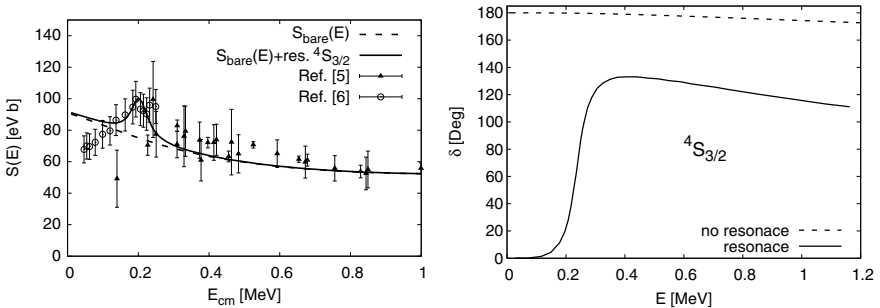 S_bare(E)
S_bare(E)+res. ⁴S_3/2
Ref. [5]
Ref. [6]
S(E) [eV b]
140
120
100
80
60
40
20
0
0 0.2 0.4 0.6 0.8 1
E_cm [MeV]
δ [Deg]
180
160
140
120
100
80
60
40
20
0
⁴S_3/2
no resonace
resonace
0 0.2 0.4 0.6 0.8 1.0 1.2
E [MeV]